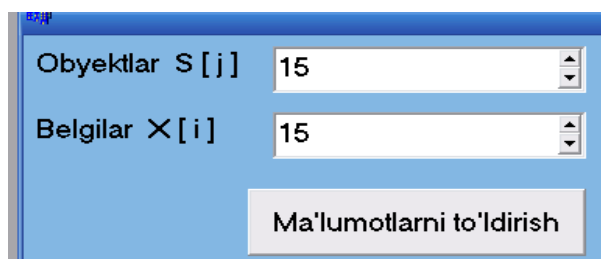 Obyektlar S [ j ] 15
Belgilar X [ i ] 15
Ma'lumotlarni to'ldirish